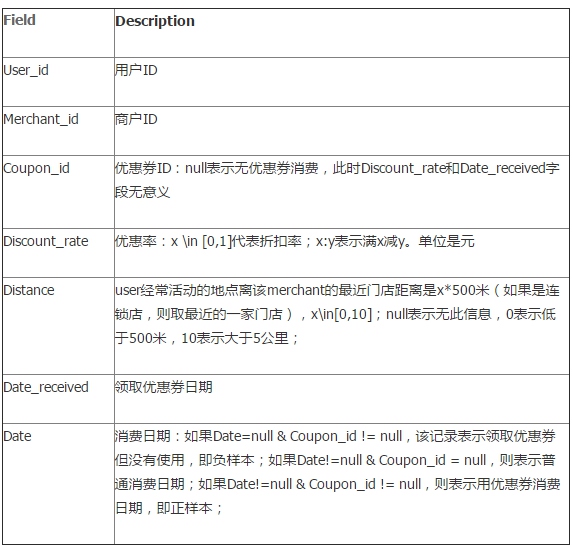 Field Description
User_id 用户ID
Merchant_id 商户ID
Coupon_id 优惠券ID：null表示无优惠券消费，此时Discount_rate和Date_received字
段无意义
Discount_rate 优惠率：x \in [0,1]代表折扣率；x:y表示满x减y。单位是元
Distance user经常活动的地点离该merchant的最近门店距离是x*500米（如果是连
锁店，则取最近的一家门店），x\in[0,10]；null表示无此信息，0表示低
于500米，10表示大于5公里；
Date_received 领取优惠券日期
Date 消费日期：如果Date=null & Coupon_id != null，该记录表示领取优惠券
但没有使用，即负样本；如果Date!=null & Coupon_id = null，则表示普
通消费日期；如果Date!=null & Coupon_id != null，则表示用优惠券消费
日期，即正样本；